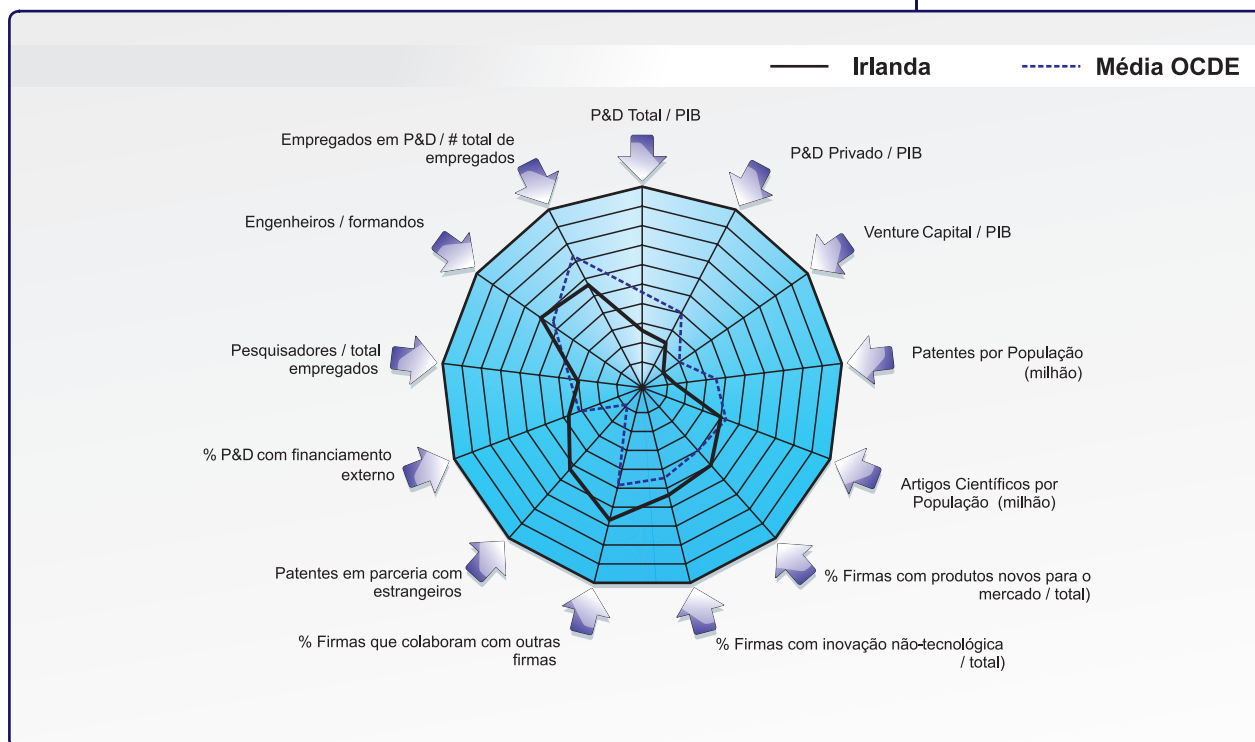 Irlanda
Média OCDE
P&D Total / PIB
P&D Privado / PIB
Venture Capital / PIB
Patentes por População
(milhão)
Artigos Científicos por
População (milhão)
% Firmas com produtos novos para o
mercado / total)
% Firmas com inovação não-tecnológica
/ total)
% Firmas que colaboram com outras
firmas
Patentes em parceria com
estrangeiros
% P&D com financiamento
externo
Pesquisadores / total
empregados
Engenheiros / formandos
Empregados em P&D / # total de
empregados